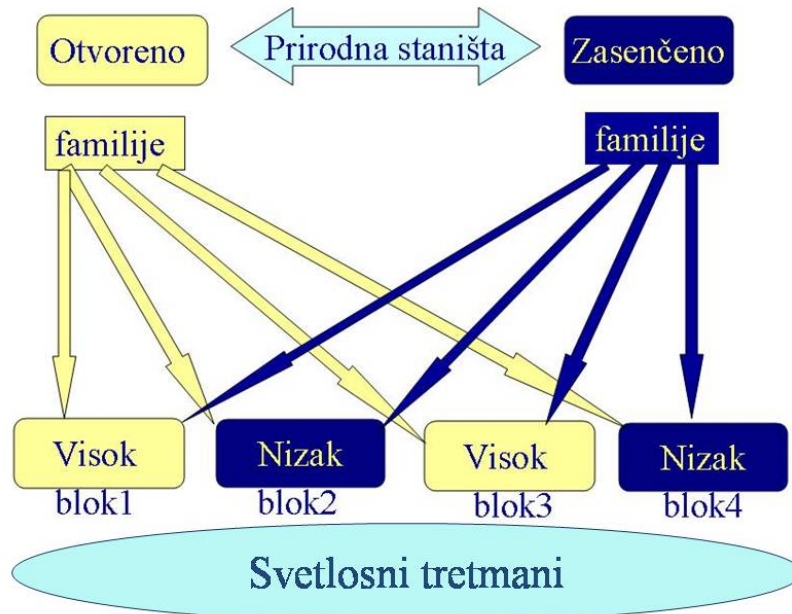 Otvoreno
Prirodna staništa
Zasenčeno
familije
familije
Visok
Nizak
Visok
Nizak
blok1
blok2
blok3
blok4
Svetlosni tretmani